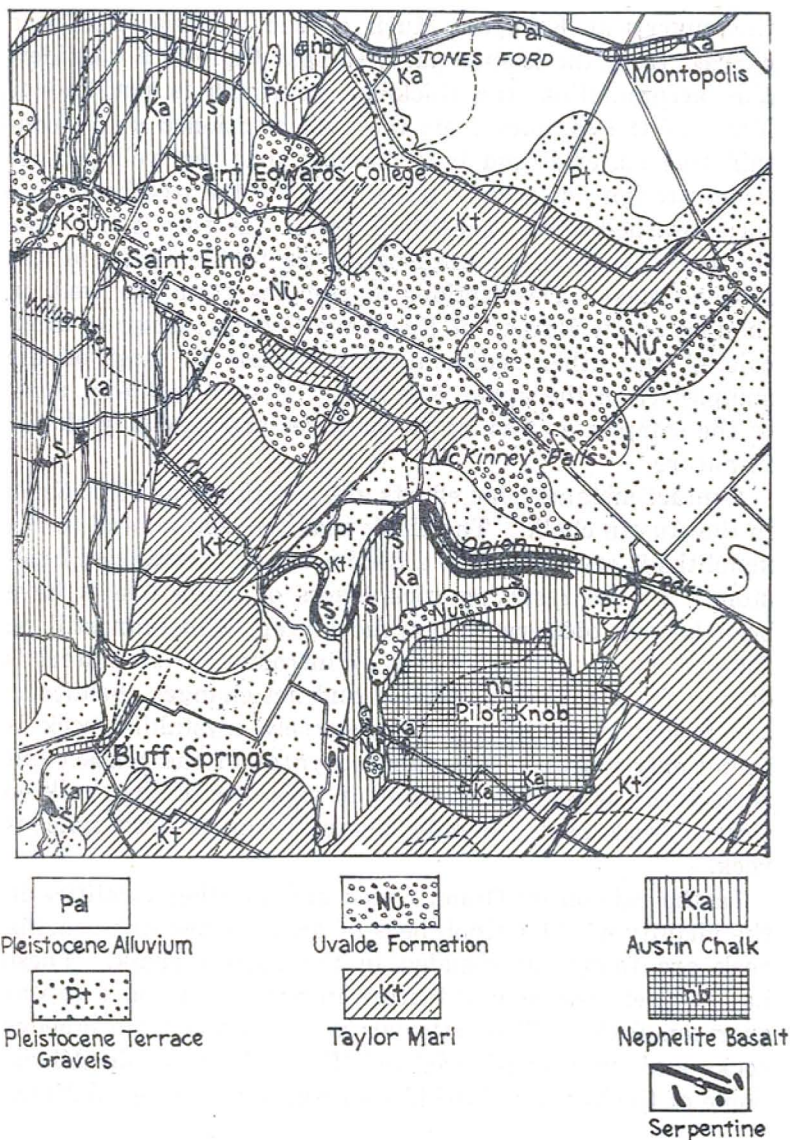 Pal
Ka
nb
STONES FORD
Ka
Montopolis
Ka
S
Pt
Saint Edwards College
Pt
S
Kouns
Kt
Saint Elmo
Nu
Williamson
Nu
Ka
S
McKinney Falls
Creek
Pt
S
Onion
Kt
Kt
Ka
Creek
S
S
Nu
Pt
nb
Pilot Knob
S
N
Ka
Bluff Springs
Ka
Ka
Kt
Ka
S
Kt
Pal
Nu
Ka
Pleistocene Alluvium
Uvalde Formation
Austin Chalk
Pt
Kt
nb
Pleistocene Terrace
Gravels
Taylor Marl
Nephelite Basalt
S
Serpentine